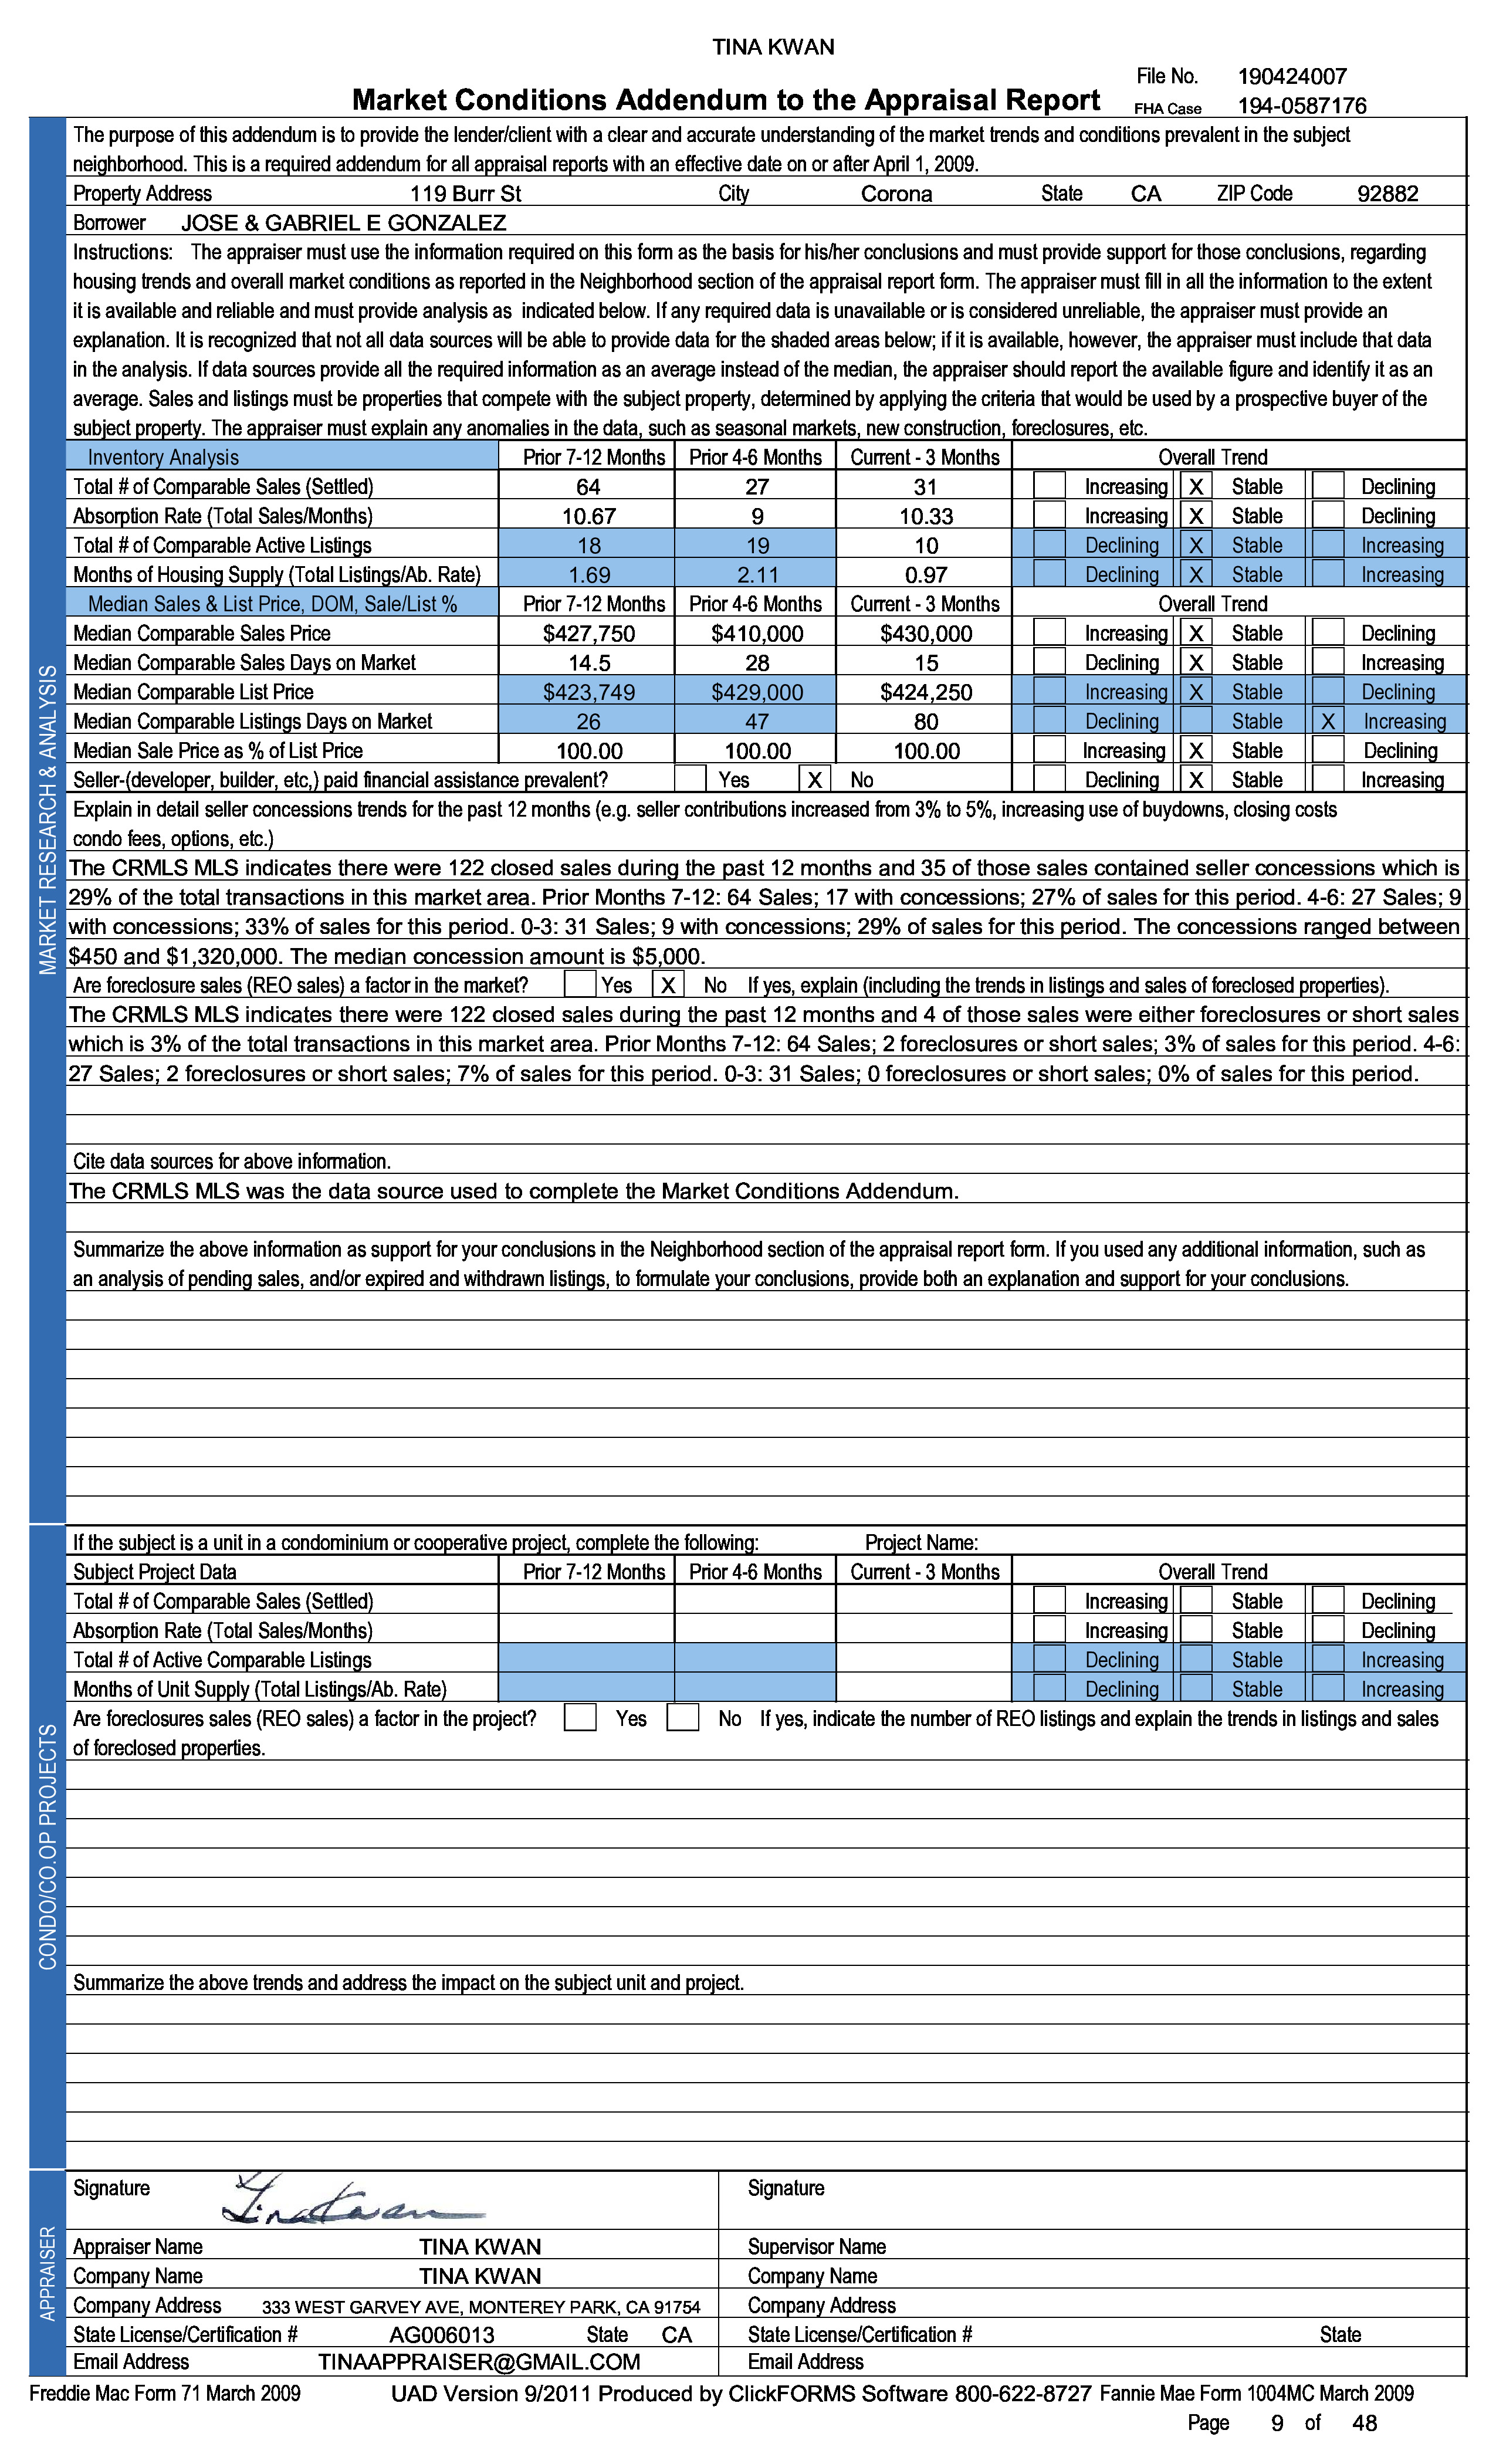 TINA KWAN
File No. 190424007
Market Conditions Addendum to the Appraisal Report FHA Case 194-0587176
The purpose of this addendum is to provide the lender/client with a clear and accurate understanding of the market trends and conditions prevalent in the subject
neighborhood. This is a required addendum for all appraisal reports with an effective date on or after April 1, 2009.
Property Address 119 Burr St City Corona State CA ZIP Code 92882
Borrower JOSE & GABRIEL E GONZALEZ
Instructions: The appraiser must use the information required on this form as the basis for his/her conclusions and must provide support for those conclusions, regarding
housing trends and overall market conditions as reported in the Neighborhood section of the appraisal report form. The appraiser must fill in all the information to the extent
it is available and reliable and must provide analysis as indicated below. If any required data is unavailable or is considered unreliable, the appraiser must provide an
explanation. It is recognized that not all data sources will be able to provide data for the shaded areas below; if it is available, however, the appraiser must include that data
in the analysis. If data sources provide all the required information as an average instead of the median, the appraiser should report the available figure and identify it as an
average. Sales and listings must be properties that compete with the subject property, determined by applying the criteria that would be used by a prospective buyer of the
subject property. The appraiser must explain any anomalies in the data, such as seasonal markets, new construction, foreclosures, etc.
Inventory Analysis Prior 7-12 Months Prior 4-6 Months Current - 3 Months Overall Trend
Total # of Comparable Sales (Settled) 64 27 31 Increasing X Stable Declining
Absorption Rate (Total Sales/Months) 10.67 9 10.33 Increasing X Stable Declining
Total # of Comparable Active Listings 18 19 10 Declining X Stable Increasing
Months of Housing Supply (Total Listings/Ab. Rate) 1.69 2.11 0.97 Declining X Stable Increasing
Median Sales & List Price, DOM, Sale/List % Prior 7-12 Months Prior 4-6 Months Current - 3 Months Overall Trend
Median Comparable Sales Price $427,750 $410,000 $430,000 Increasing X Stable Declining
Median Comparable Sales Days on Market 14.5 28 15 Declining X Stable Increasing
Median Comparable List Price $423,749 $429,000 $424,250 Increasing X Stable Declining
Median Comparable Listings Days on Market 26 47 80 Declining Stable X Increasing
Median Sale Price as % of List Price 100.00 100.00 100.00 Increasing X Stable Declining
Seller-(developer, builder, etc,) paid financial assistance prevalent? Yes X No Declining X Stable Increasing
Explain in detail seller concessions trends for the past 12 months (e.g. seller contributions increased from 3% to 5%, increasing use of buydowns, closing costs
condo fees, options, etc.)
The CRMLS MLS indicates there were 122 closed sales during the past 12 months and 35 of those sales contained seller concessions which is
29% of the total transactions in this market area. Prior Months 7-12: 64 Sales; 17 with concessions; 27% of sales for this period. 4-6: 27 Sales; 9
with concessions; 33% of sales for this period. 0-3: 31 Sales; 9 with concessions; 29% of sales for this period. The concessions ranged between
$450 and $1,320,000. The median concession amount is $5,000.
Are foreclosure sales (REO sales) a factor in the market? Yes X No If yes, explain (including the trends in listings and sales of foreclosed properties).
The CRMLS MLS indicates there were 122 closed sales during the past 12 months and 4 of those sales were either foreclosures or short sales
which is 3% of the total transactions in this market area. Prior Months 7-12: 64 Sales; 2 foreclosures or short sales; 3% of sales for this period. 4-6:
27 Sales; 2 foreclosures or short sales; 7% of sales for this period. 0-3: 31 Sales; 0 foreclosures or short sales; 0% of sales for this period.
Cite data sources for above information.
The CRMLS MLS was the data source used to complete the Market Conditions Addendum.
Summarize the above information as support for your conclusions in the Neighborhood section of the appraisal report form. If you used any additional information, such as
an analysis of pending sales, and/or expired and withdrawn listings, to formulate your conclusions, provide both an explanation and support for your conclusions.
MARKET RESEARCH & ANALYSIS
If the subject is a unit in a condominium or cooperative project, complete the following: Project Name:
Subject Project Data Prior 7-12 Months Prior 4-6 Months Current - 3 Months Overall Trend
Total # of Comparable Sales (Settled) Increasing Stable Declining
Absorption Rate (Total Sales/Months) Increasing Stable Declining
Total # of Active Comparable Listings Declining Stable Increasing
Months of Unit Supply (Total Listings/Ab. Rate) Declining Stable Increasing
Are foreclosures sales (REO sales) a factor in the project? Yes No If yes, indicate the number of REO listings and explain the trends in listings and sales
of foreclosed properties.
Summarize the above trends and address the impact on the subject unit and project.
CONDO/CO.OP PROJECTS
Signature Tina Kwan Signature
Appraiser Name TINA KWAN Supervisor Name
Company Name TINA KWAN Company Name
Company Address 333 WEST GARVEY AVE, MONTEREY PARK, CA 91754 Company Address
State License/Certification # AG006013 State CA State License/Certification # State
Email Address TINAAPPRAISER@GMAIL.COM Email Address
APPRAISER
Freddie Mac Form 71 March 2009 UAD Version 9/2011 Produced by ClickFORMS Software 800-622-8727 Fannie Mae Form 1004MC March 2009
Page 9 of 48